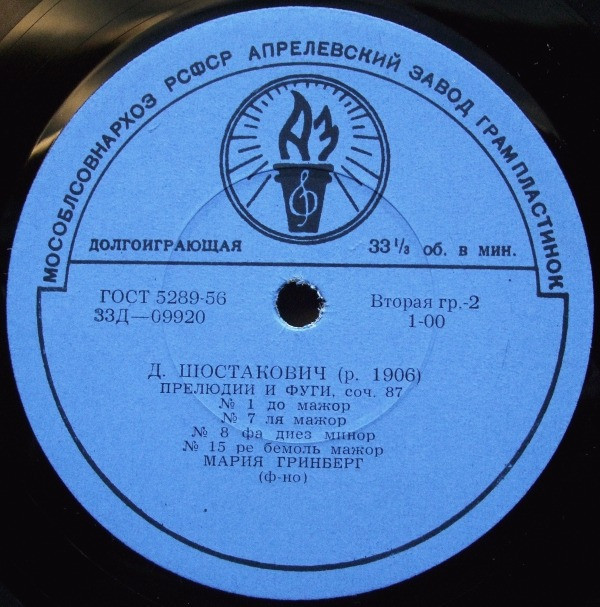 МОСОБЛСОВНАРХОЗ РСФСР АПРЕЛЕВСКИЙ ЗАВОД ГРАМПЛАСТИНОК
АЗ
ДОЛГОИГРАЮЩАЯ 33 1/3 об. в мин.
ГОСТ 5289-56 Вторая гр.-2
33Д—09920 1-00
Д. ШОСТАКОВИЧ (р. 1906)
ПРЕЛЮДИИ И ФУГИ, соч. 87
№ 1 до мажор
№ 7 ля мажор
№ 8 фа диез минор
№ 15 ре бемоль мажор
МАРИЯ ГРИНБЕРГ
(ф-но)